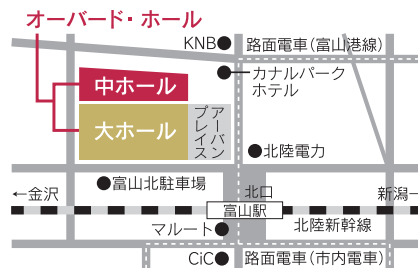 オーバード・ホール
KNB
路面電車(富山港線)
カナルパーク
ホテル
中ホール
大ホール
アーバン
プレイス
北陸電力
←金沢
富山北駐車場
北口
新潟→
富山駅
北陸新幹線
マルート
CiC
路面電車(市内電車)